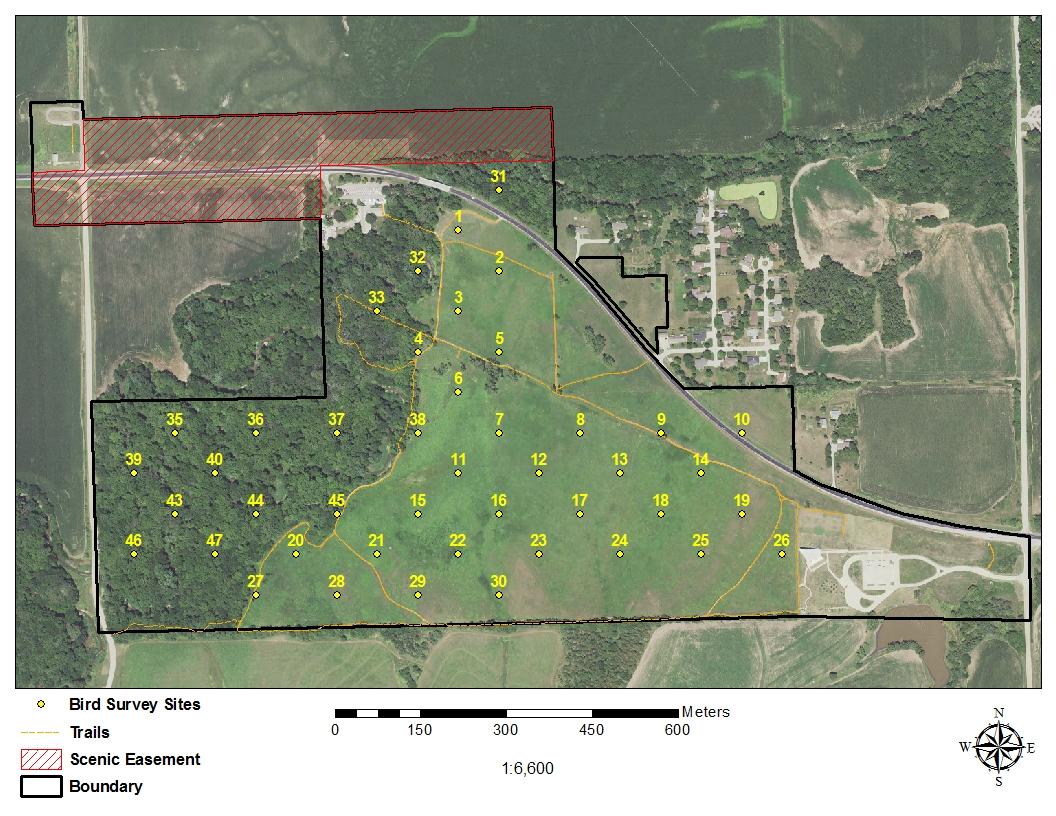 31
1
32 2
33 3
4 5
6
35 36 37 38 7 8 9 10
39 40 11 12 13 14
43 44 45 15 16 17 18 19
46 47 20 21 22 23 24 25 26
27 28 29 30
Bird Survey Sites
Trails
Scenic Easement
Boundary
Meters
0 150 300 450 600
1:6,600
N
W E
S